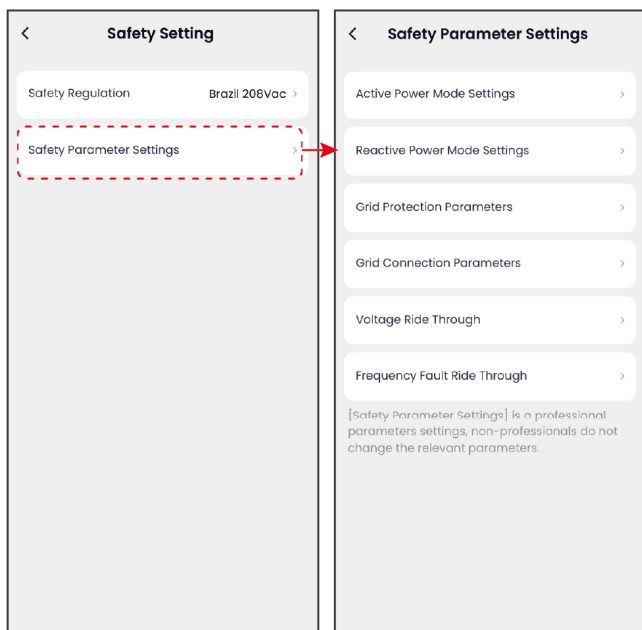 Safety Setting
Safety Regulation Brazil 208Vac
Safety Parameter Settings
Safety Parameter Settings
Active Power Mode Settings
Reactive Power Mode Settings
Grid Protection Parameters
Grid Connection Parameters
Voltage Ride Through
Frequency Fault Ride Through
[Safety Parameter Settings] is a professional
parameters settings, non-professionals do not
change the relevant parameters.